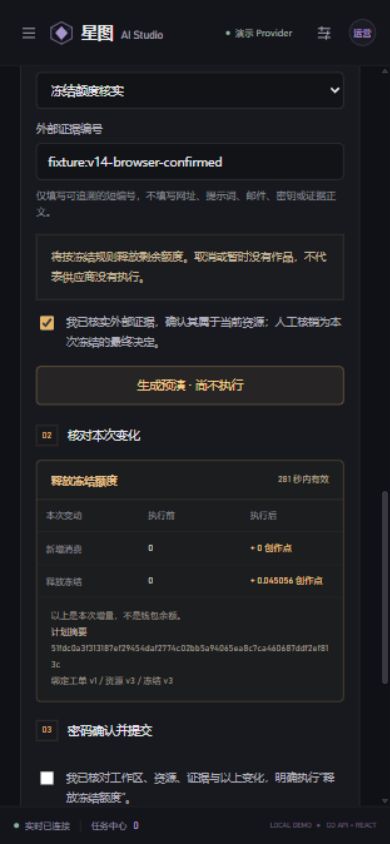 星图 AI Studio
演示 Provider
运营
冻结额度核实
外部证据编号
fixture:v14-browser-confirmed
仅填写可追溯的短编号，不填写网址、提示词、邮件、密钥或证据正
文。
将按冻结规则释放剩余额度。取消或暂时没有作品，不代
表供应商没有执行。
我已核实外部证据，确认其属于当前资源；人工核销为本
次冻结的最终决定。
生成预演 · 尚不执行
02 核对本次变化
释放冻结额度 281 秒内有效
本次变动 执行前 执行后
新增消费 0 + 0 创作点
释放冻结 0 + 0.045056 创作点
以上是本次增量，不是钱包余额。
计划摘要
51fdc0a3f313187ef29454daf2774c02bb5a94065ea8c7ca460687ddf2ef81
3c
绑定工单 v1 / 资源 v3 / 冻结 v3
03 密码确认并提交
我已核对工作区、资源、证据与以上变化，明确执行“释
放冻结额度”。
实时已连接 任务中心 0
LOCAL DEMO • GO API + REACT